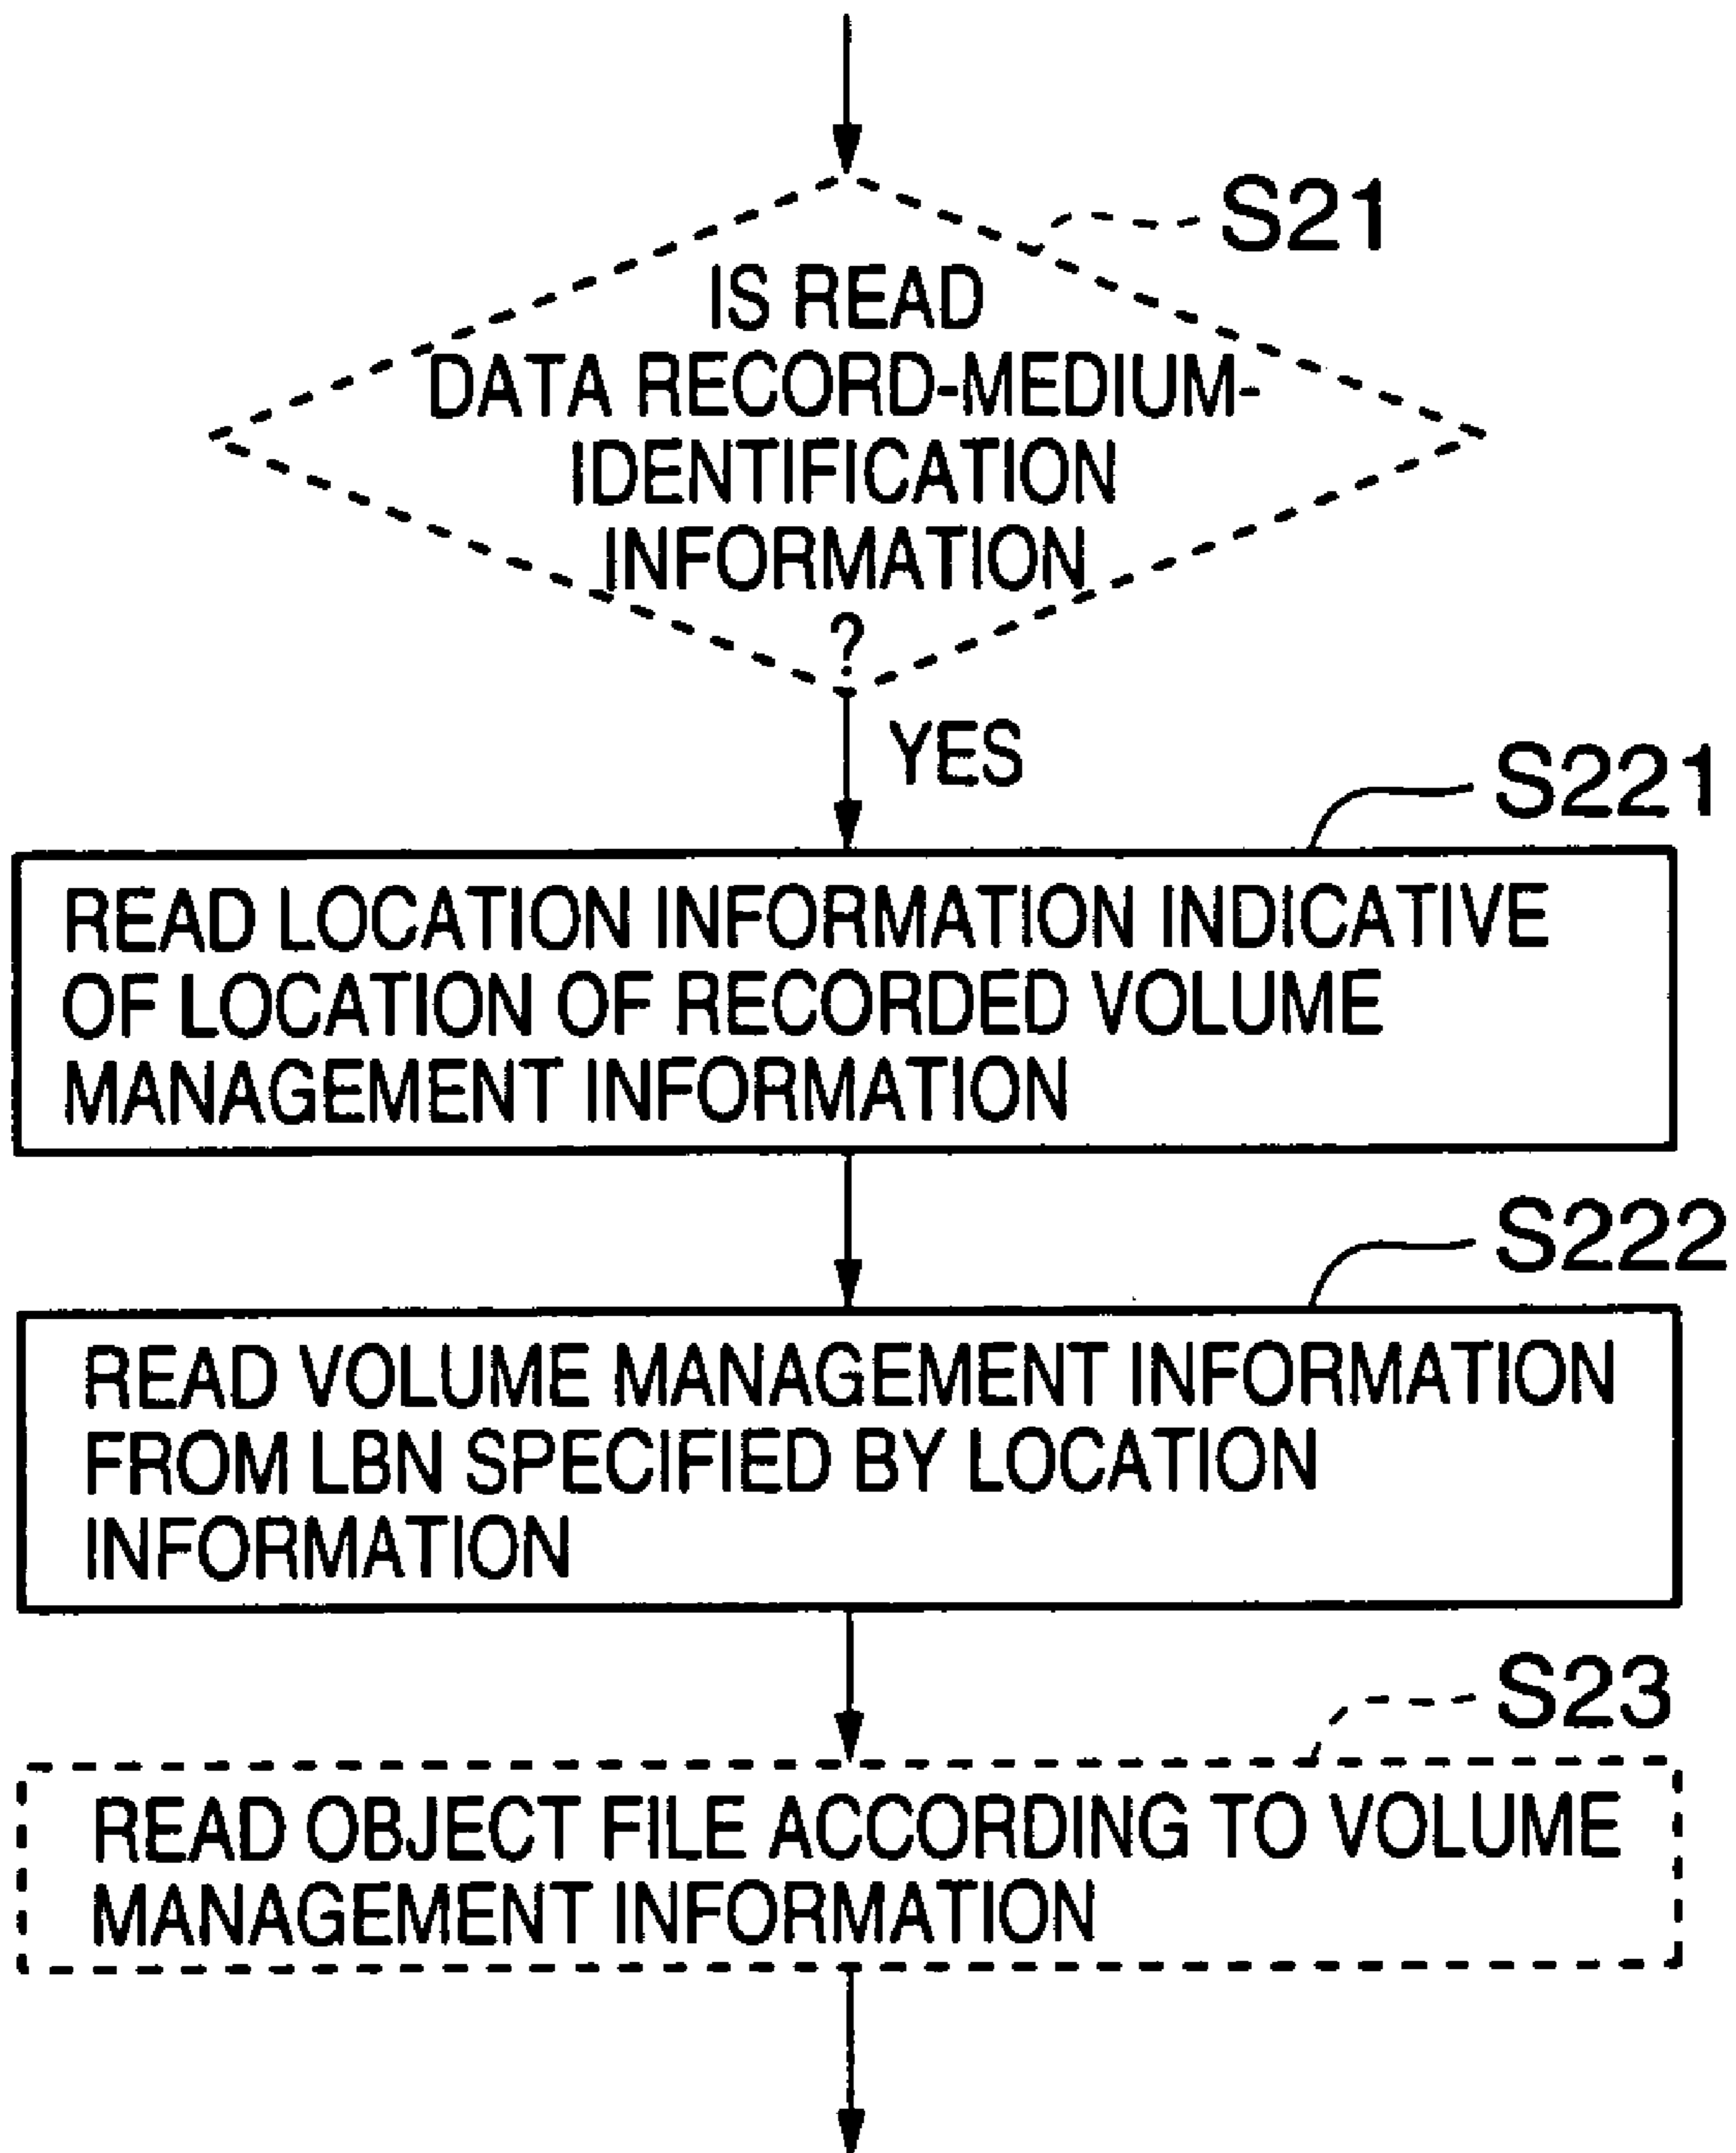 S21
IS READ
DATA RECORD-MEDIUM-
IDENTIFICATION
INFORMATION
?
YES
S221
READ LOCATION INFORMATION INDICATIVE
OF LOCATION OF RECORDED VOLUME
MANAGEMENT INFORMATION
S222
READ VOLUME MANAGEMENT INFORMATION
FROM LBN SPECIFIED BY LOCATION
INFORMATION
S23
READ OBJECT FILE ACCORDING TO VOLUME
MANAGEMENT INFORMATION